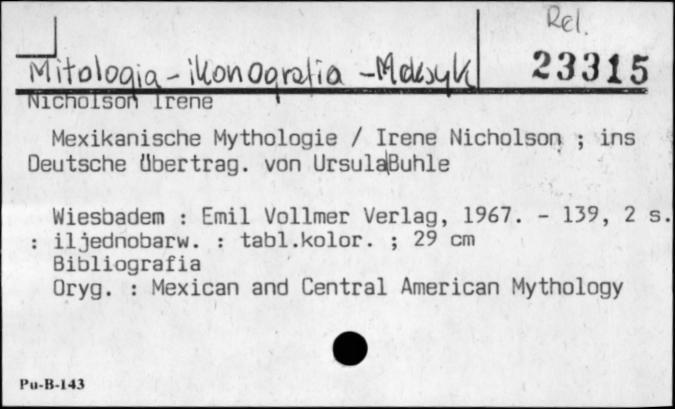 Rel.
23315
Mitologia - ikonografia - Meksyk
Nicholson Irene
Mexikanische Mythologie / Irene Nicholson ; ins
Deutsche Übertrag. von Ursula|Buhle
Wiesbadem : Emil Vollmer Verlag, 1967. - 139, 2 s.
: iljednobarw. : tabl.kolor. ; 29 cm
Bibliografia
Oryg. : Mexican and Central American Mythology
Pu-B-143